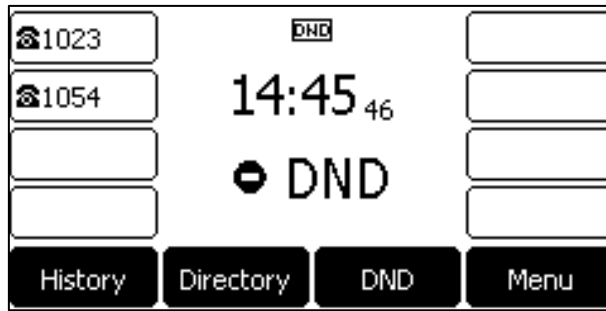 1023
DND
1054
14:45 46
DND
History Directory DND Menu